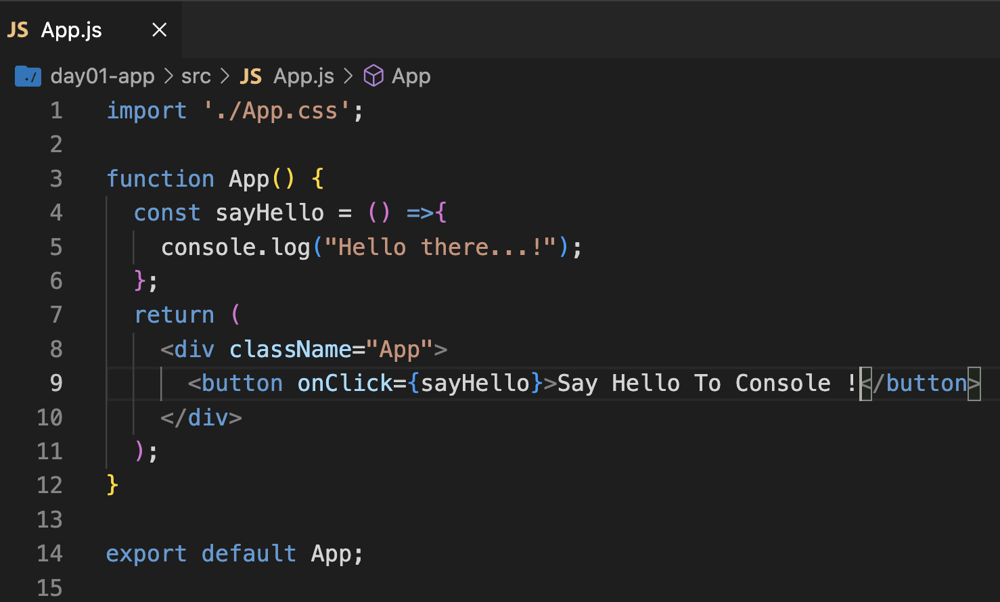 JS App.js ×
./ day01-app > src > JS App.js > App
1 import './App.css';
2
3 function App() {
4   const sayHello = () =>{
5     console.log("Hello there...!");
6   };
7   return (
8     <div className="App">
9       <button onClick={sayHello}>Say Hello To Console !</button>
10     </div>
11   );
12 }
13
14 export default App;
15